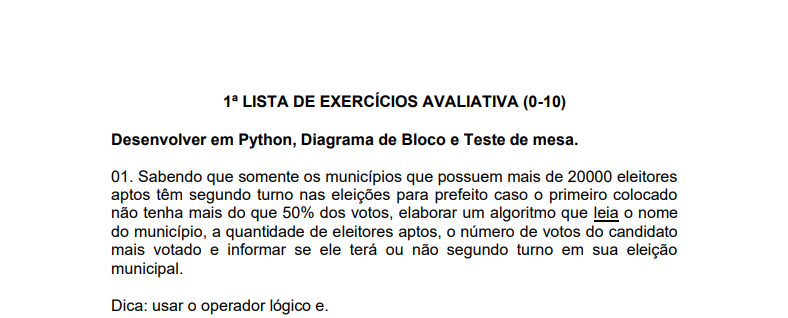 1ª LISTA DE EXERCÍCIOS AVALIATIVA (0-10)
Desenvolver em Python, Diagrama de Bloco e Teste de mesa.
01. Sabendo que somente os municípios que possuem mais de 20000 eleitores
aptos têm segundo turno nas eleições para prefeito caso o primeiro colocado
não tenha mais do que 50% dos votos, elaborar um algoritmo que leia o nome
do município, a quantidade de eleitores aptos, o número de votos do candidato
mais votado e informar se ele terá ou não segundo turno em sua eleição
municipal.
Dica: usar o operador lógico e.